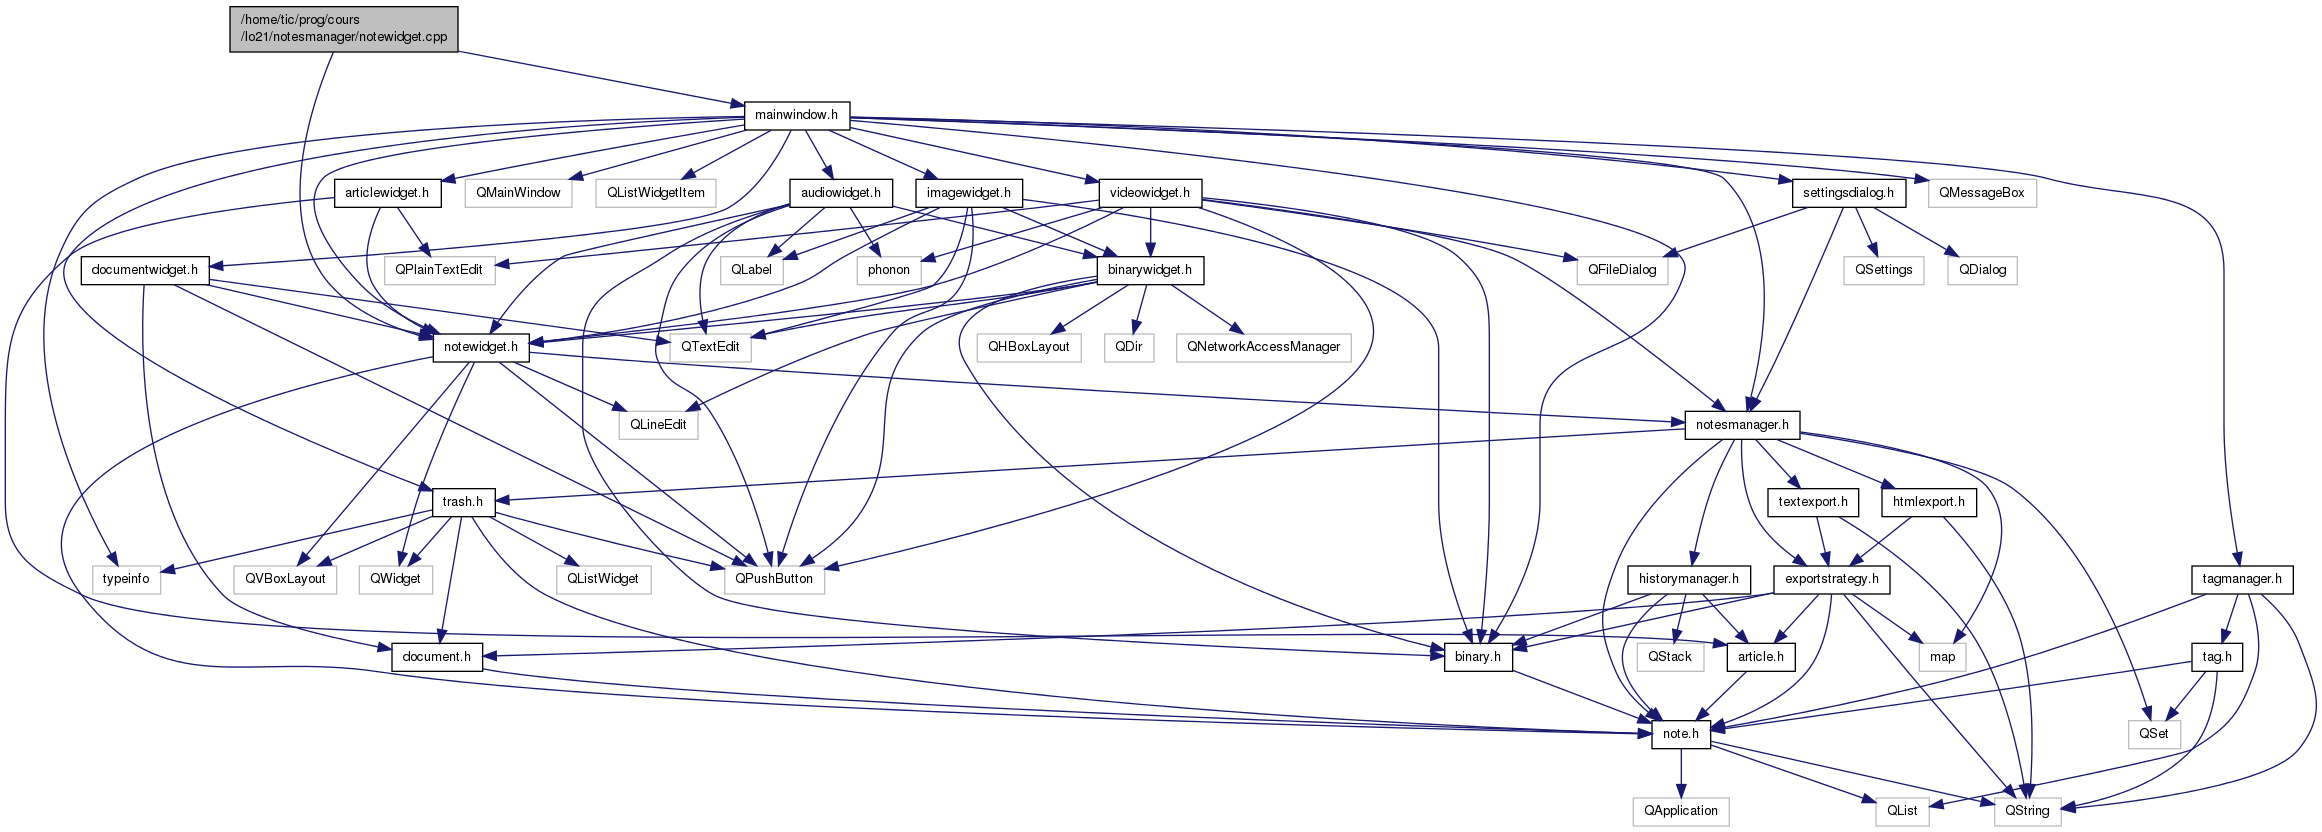 /home/tic/prog/cours
/lo21/notesmanager/notewidget.cpp
mainwindow.h
articlewidget.h
QMainWindow
QListWidgetItem
audiowidget.h
imagewidget.h
videowidget.h
settingsdialog.h
QMessageBox
documentwidget.h
QPlainTextEdit
QLabel
phonon
binarywidget.h
QFileDialog
QSettings
QDialog
notewidget.h
QTextEdit
QHBoxLayout
QDir
QNetworkAccessManager
QLineEdit
notesmanager.h
trash.h
textexport.h
htmlexport.h
typeinfo
QVBoxLayout
QWidget
QListWidget
QPushButton
historymanager.h
exportstrategy.h
tagmanager.h
document.h
binary.h
QStack
article.h
map
tag.h
note.h
QSet
QApplication
QList
QString